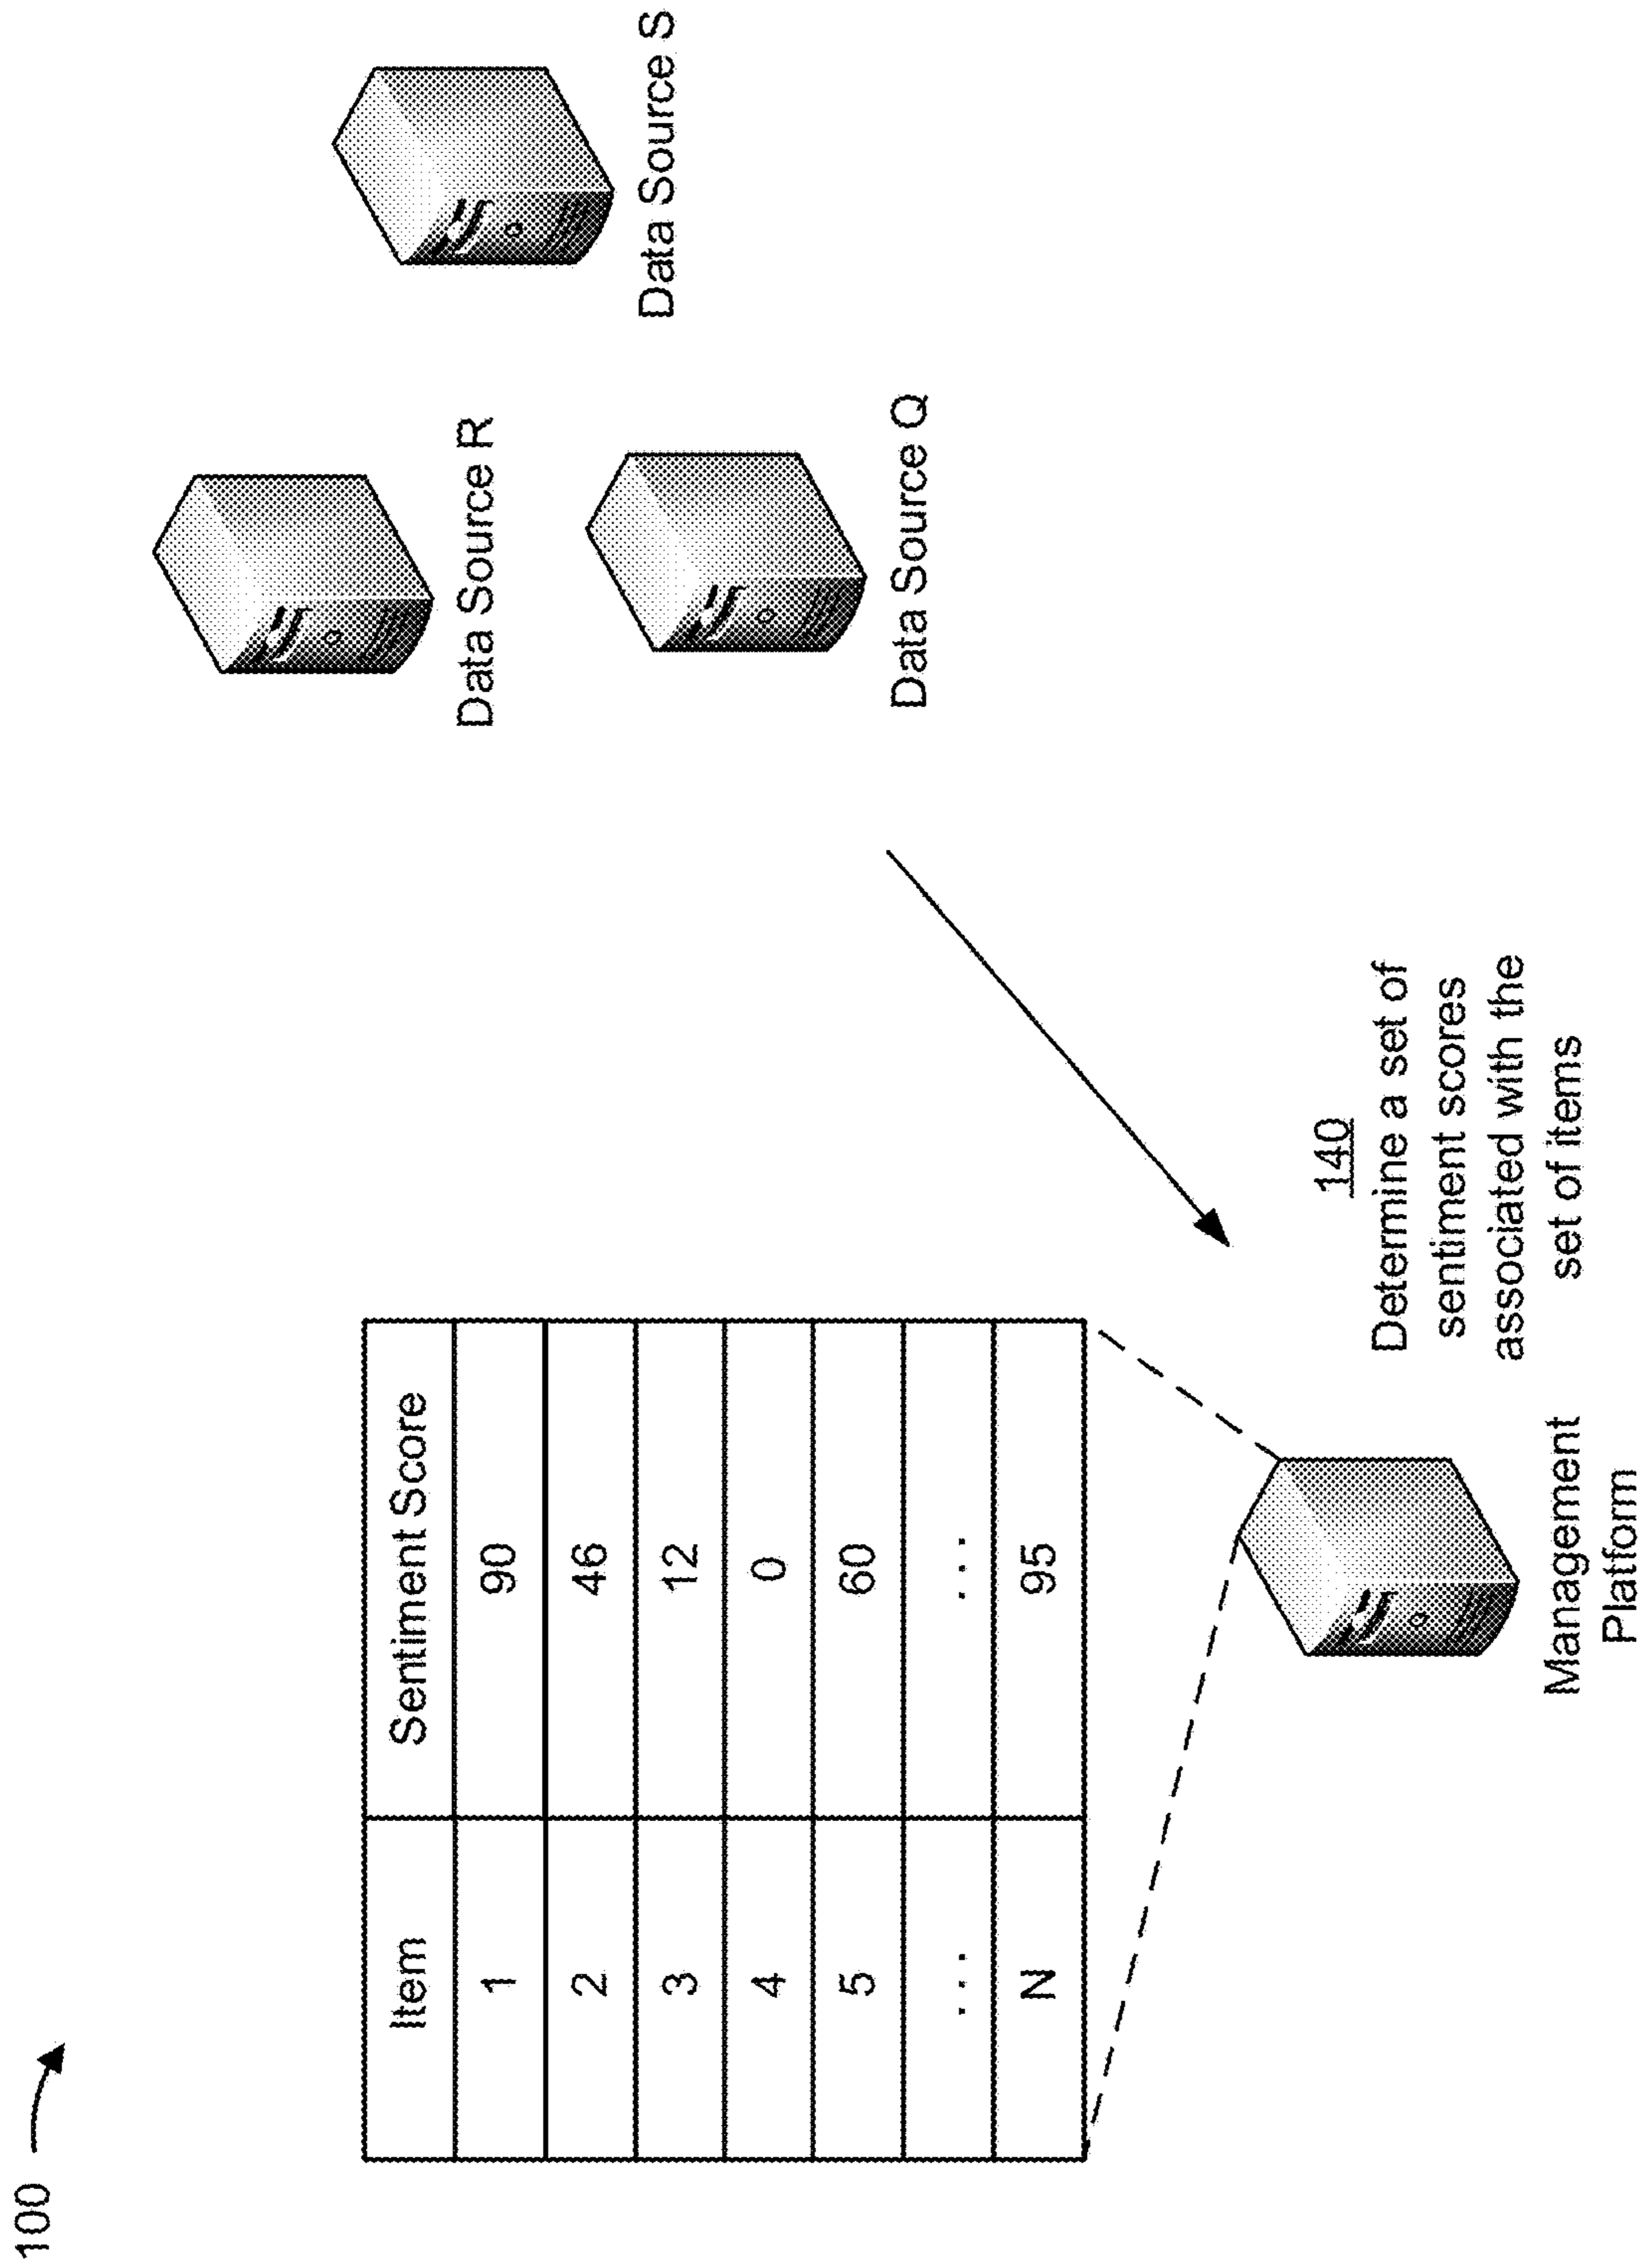 100
Item Sentiment Score
1 90
2 46
3 12
4 0
5 60
... ...
N 95
Data Source R
Data Source S
Data Source Q
140
Determine a set of
sentiment scores
associated with the
set of items
Management
Platform